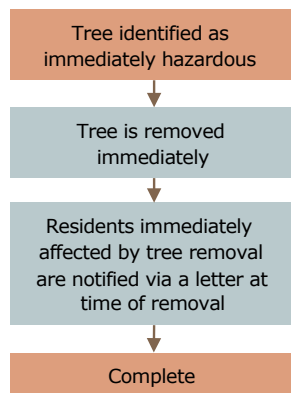 Tree identified as
immediately hazardous
Tree is removed
immediately
Residents immediately
affected by tree removal
are notified via a letter at
time of removal
Complete